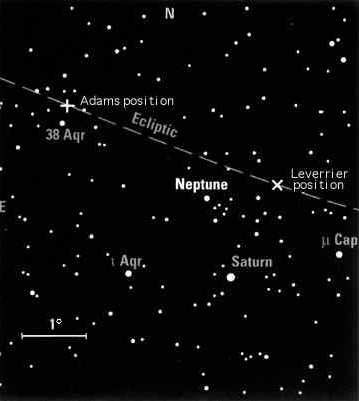 N
Adams position
38 Aqr
Ecliptic
Leverrier
position
Neptune
E
μ Cap
ι Aqr
Saturn
1°